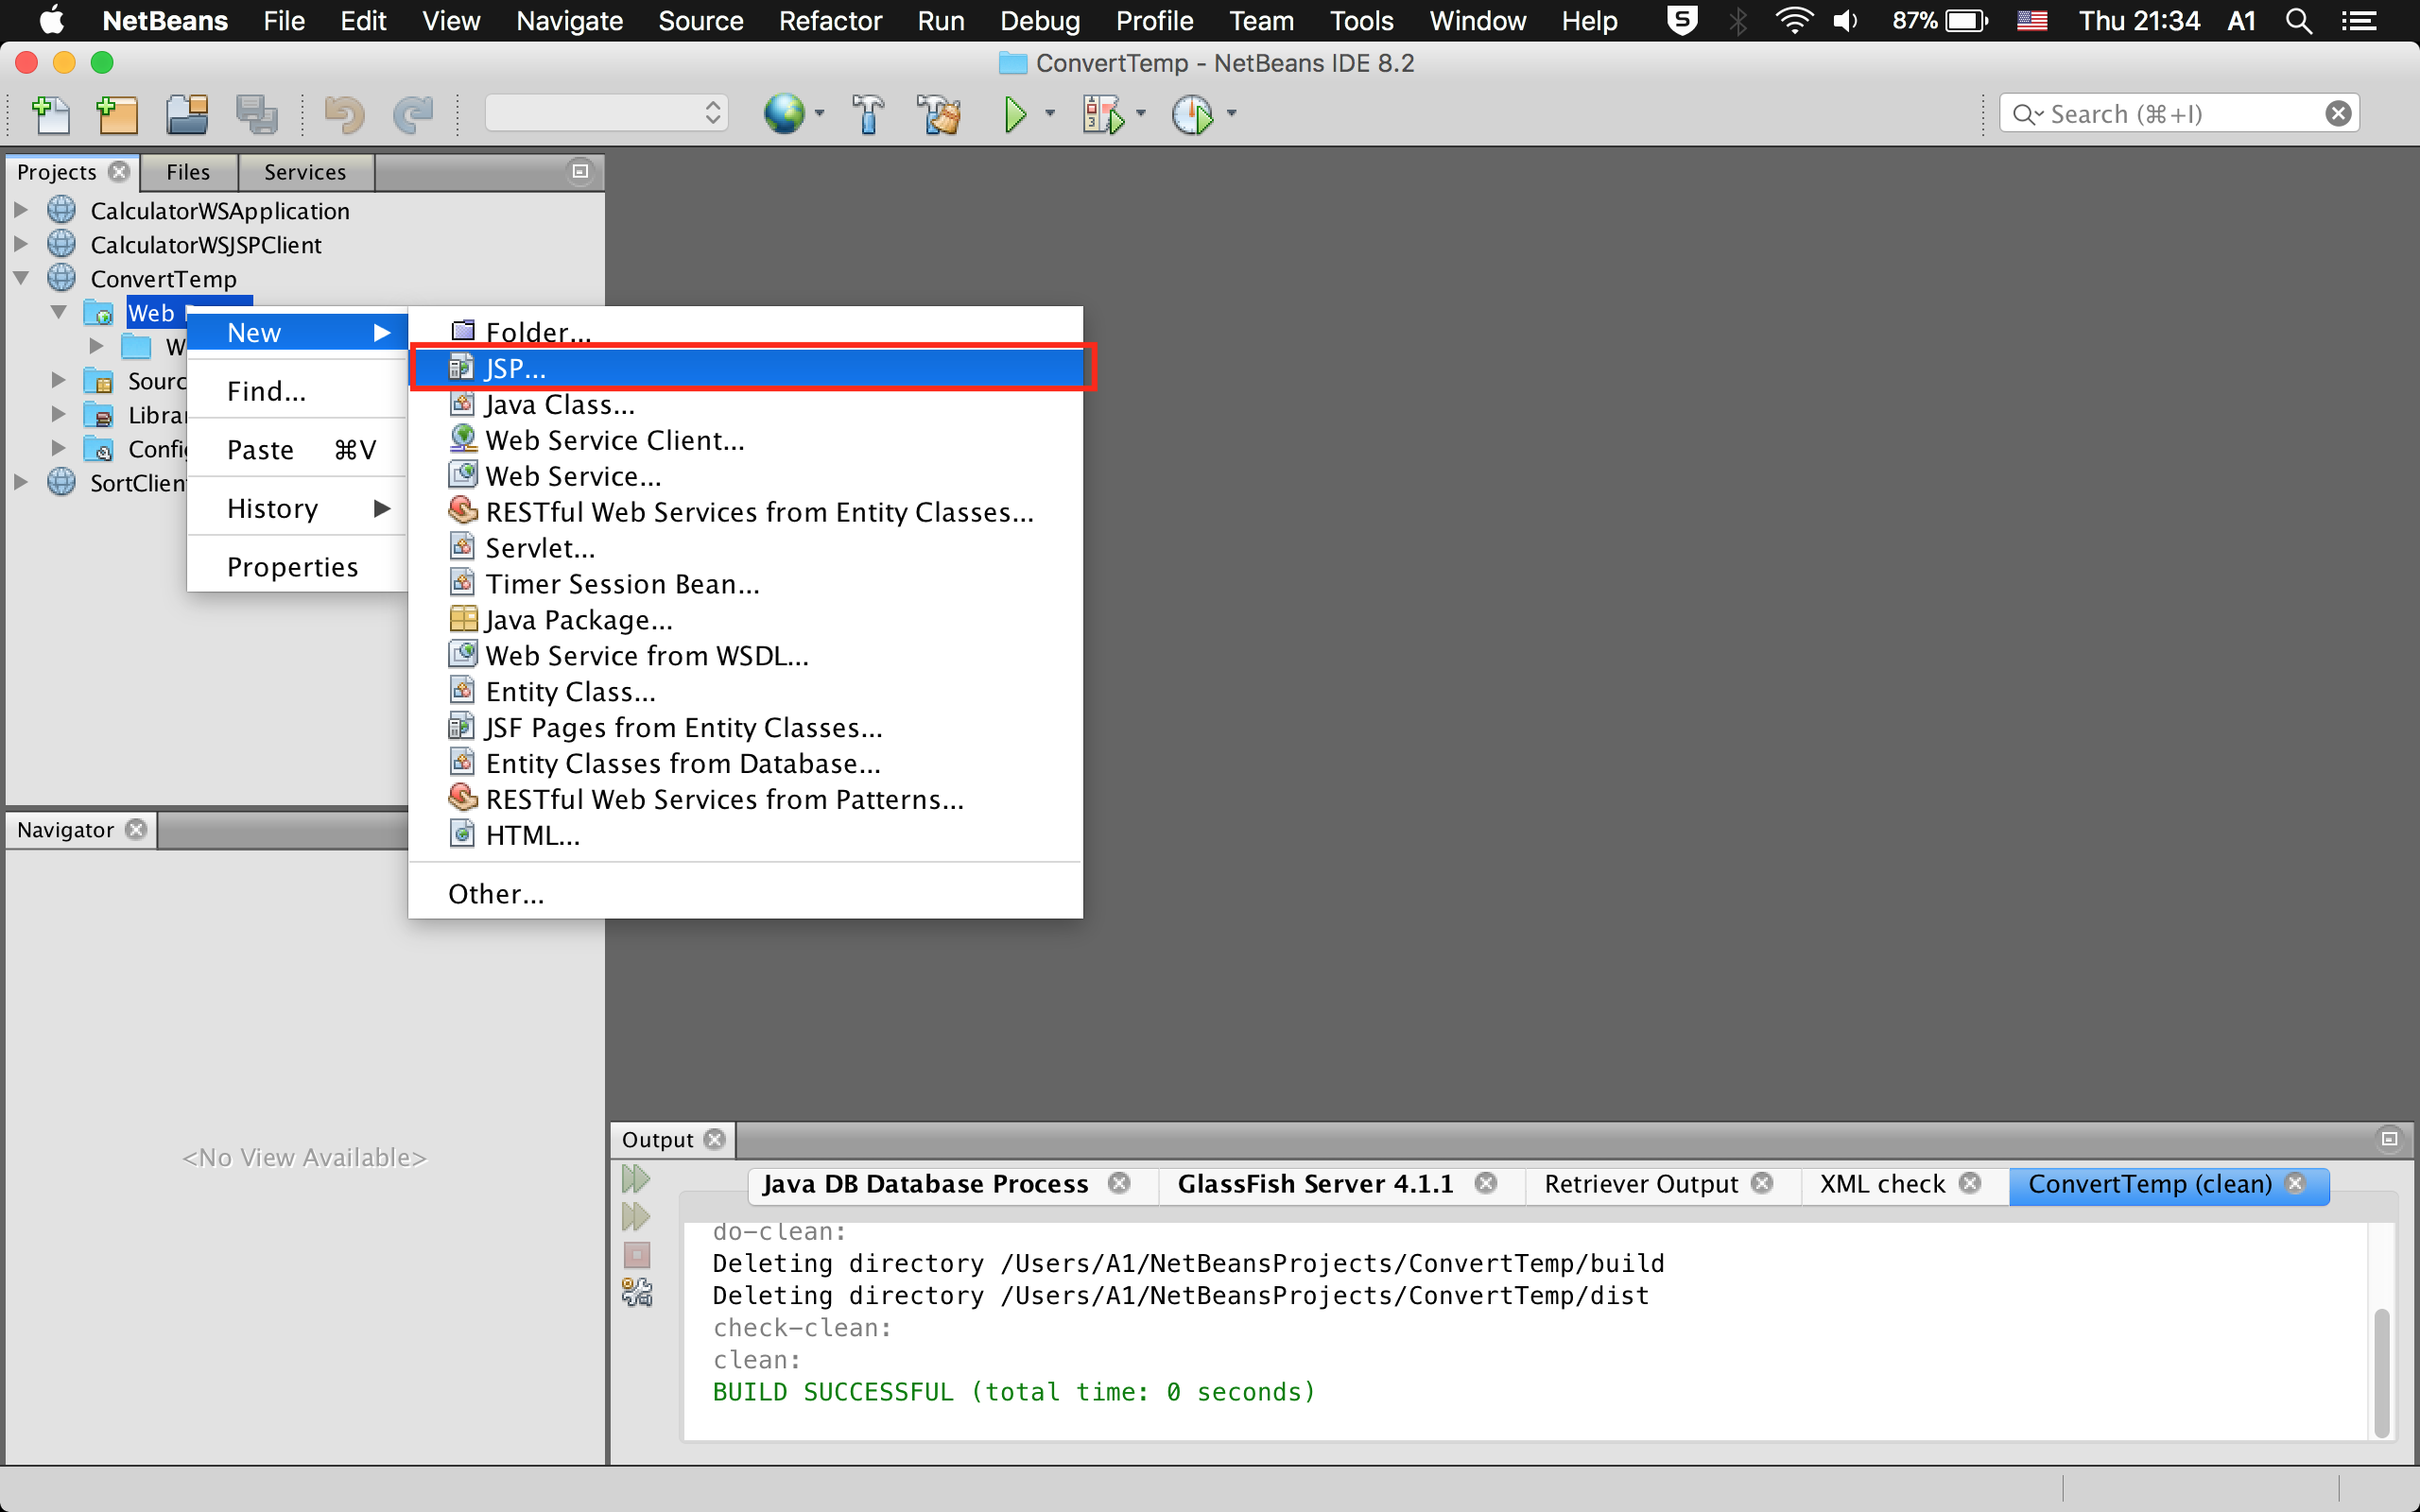 NetBeans File Edit View Navigate Source Refactor Run Debug Profile Team Tools Window Help S 87% Thu 21:34 A1
ConvertTemp - NetBeans IDE 8.2
Search (⌘+I)
Projects Files Services
CalculatorWSApplication
CalculatorWSJSPClient
ConvertTemp
Web
W
Sourc
Librar
Config
SortClient
New
Find...
Paste ⌘V
History
Properties
Folder...
JSP...
Java Class...
Web Service Client...
Web Service...
RESTful Web Services from Entity Classes...
Servlet...
Timer Session Bean...
Java Package...
Web Service from WSDL...
Entity Class...
JSF Pages from Entity Classes...
Entity Classes from Database...
RESTful Web Services from Patterns...
HTML...
Other...
Navigator
<No View Available>
Output
Java DB Database Process GlassFish Server 4.1.1 Retriever Output XML check ConvertTemp (clean)
do-clean:
Deleting directory /Users/A1/NetBeansProjects/ConvertTemp/build
Deleting directory /Users/A1/NetBeansProjects/ConvertTemp/dist
check-clean:
clean:
BUILD SUCCESSFUL (total time: 0 seconds)